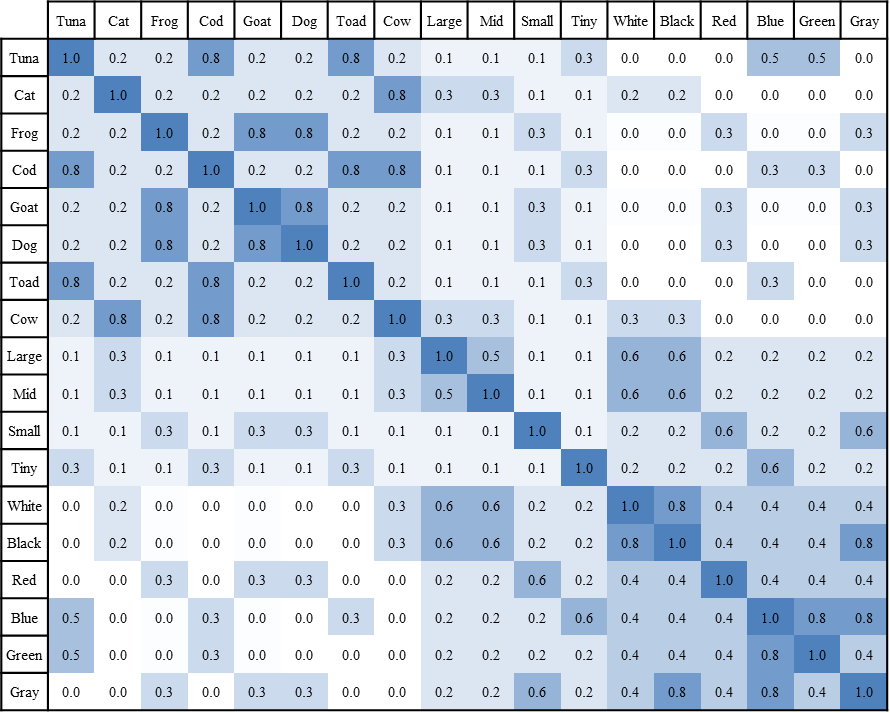 Tuna Cat Frog Cod Goat Dog Toad Cow Large Mid Small Tiny White Black Red Blue Green Gray
Tuna 1.0 0.2 0.2 0.8 0.2 0.2 0.8 0.2 0.1 0.1 0.1 0.3 0.0 0.0 0.0 0.5 0.5 0.0
Cat 0.2 1.0 0.2 0.2 0.2 0.2 0.2 0.8 0.3 0.3 0.1 0.1 0.2 0.2 0.0 0.0 0.0 0.0
Frog 0.2 0.2 1.0 0.2 0.8 0.8 0.2 0.2 0.1 0.1 0.3 0.1 0.0 0.0 0.3 0.0 0.0 0.3
Cod 0.8 0.2 0.2 1.0 0.2 0.2 0.8 0.8 0.1 0.1 0.1 0.3 0.0 0.0 0.0 0.3 0.3 0.0
Goat 0.2 0.2 0.8 0.2 1.0 0.8 0.2 0.2 0.1 0.1 0.3 0.1 0.0 0.0 0.3 0.0 0.0 0.3
Dog 0.2 0.2 0.8 0.2 0.8 1.0 0.2 0.2 0.1 0.1 0.3 0.1 0.0 0.0 0.3 0.0 0.0 0.3
Toad 0.8 0.2 0.2 0.8 0.2 0.2 1.0 0.2 0.1 0.1 0.1 0.3 0.0 0.0 0.0 0.3 0.0 0.0
Cow 0.2 0.8 0.2 0.8 0.2 0.2 0.2 1.0 0.3 0.3 0.1 0.1 0.3 0.3 0.0 0.0 0.0 0.0
Large 0.1 0.3 0.1 0.1 0.1 0.1 0.1 0.3 1.0 0.5 0.1 0.1 0.6 0.6 0.2 0.2 0.2 0.2
Mid 0.1 0.3 0.1 0.1 0.1 0.1 0.1 0.3 0.5 1.0 0.1 0.1 0.6 0.6 0.2 0.2 0.2 0.2
Small 0.1 0.1 0.3 0.1 0.3 0.3 0.1 0.1 0.1 0.1 1.0 0.1 0.2 0.2 0.6 0.2 0.2 0.6
Tiny 0.3 0.1 0.1 0.3 0.1 0.1 0.3 0.1 0.1 0.1 0.1 1.0 0.2 0.2 0.2 0.6 0.2 0.2
White 0.0 0.2 0.0 0.0 0.0 0.0 0.0 0.3 0.6 0.6 0.2 0.2 1.0 0.8 0.4 0.4 0.4 0.4
Black 0.0 0.2 0.0 0.0 0.0 0.0 0.0 0.3 0.6 0.6 0.2 0.2 0.8 1.0 0.4 0.4 0.4 0.8
Red 0.0 0.0 0.3 0.0 0.3 0.3 0.0 0.0 0.2 0.2 0.6 0.2 0.4 0.4 1.0 0.4 0.4 0.4
Blue 0.5 0.0 0.0 0.3 0.0 0.0 0.3 0.0 0.2 0.2 0.2 0.6 0.4 0.4 0.4 1.0 0.8 0.8
Green 0.5 0.0 0.0 0.3 0.0 0.0 0.0 0.0 0.2 0.2 0.2 0.2 0.4 0.4 0.4 0.8 1.0 0.4
Gray 0.0 0.0 0.3 0.0 0.3 0.3 0.0 0.0 0.2 0.2 0.6 0.2 0.4 0.8 0.4 0.8 0.4 1.0